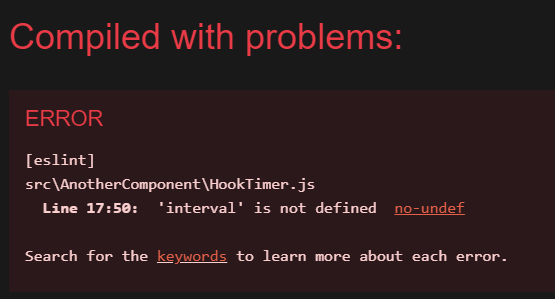 Compiled with problems:
ERROR
[eslint]
src\AnotherComponent\HookTimer.js
Line 17:50: 'interval' is not defined no-undef
Search for the keywords to learn more about each error.